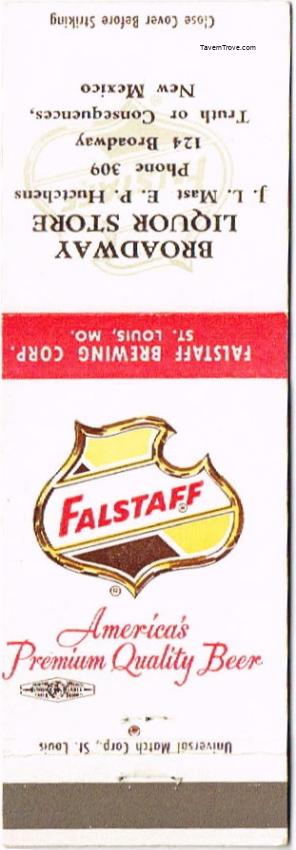 TavernTrove.com
BROADWAY
LIQUOR STORE
J. L. Mast E. P. Hutchens
Phone 309
124 Broadway
Truth or Consequences,
New Mexico
Close Cover Before Striking
FALSTAFF BREWING CORP.
ST. LOUIS, MO.
FALSTAFF
®
®
America's
Premium Quality Beer
Universal Match Corp., St. Louis